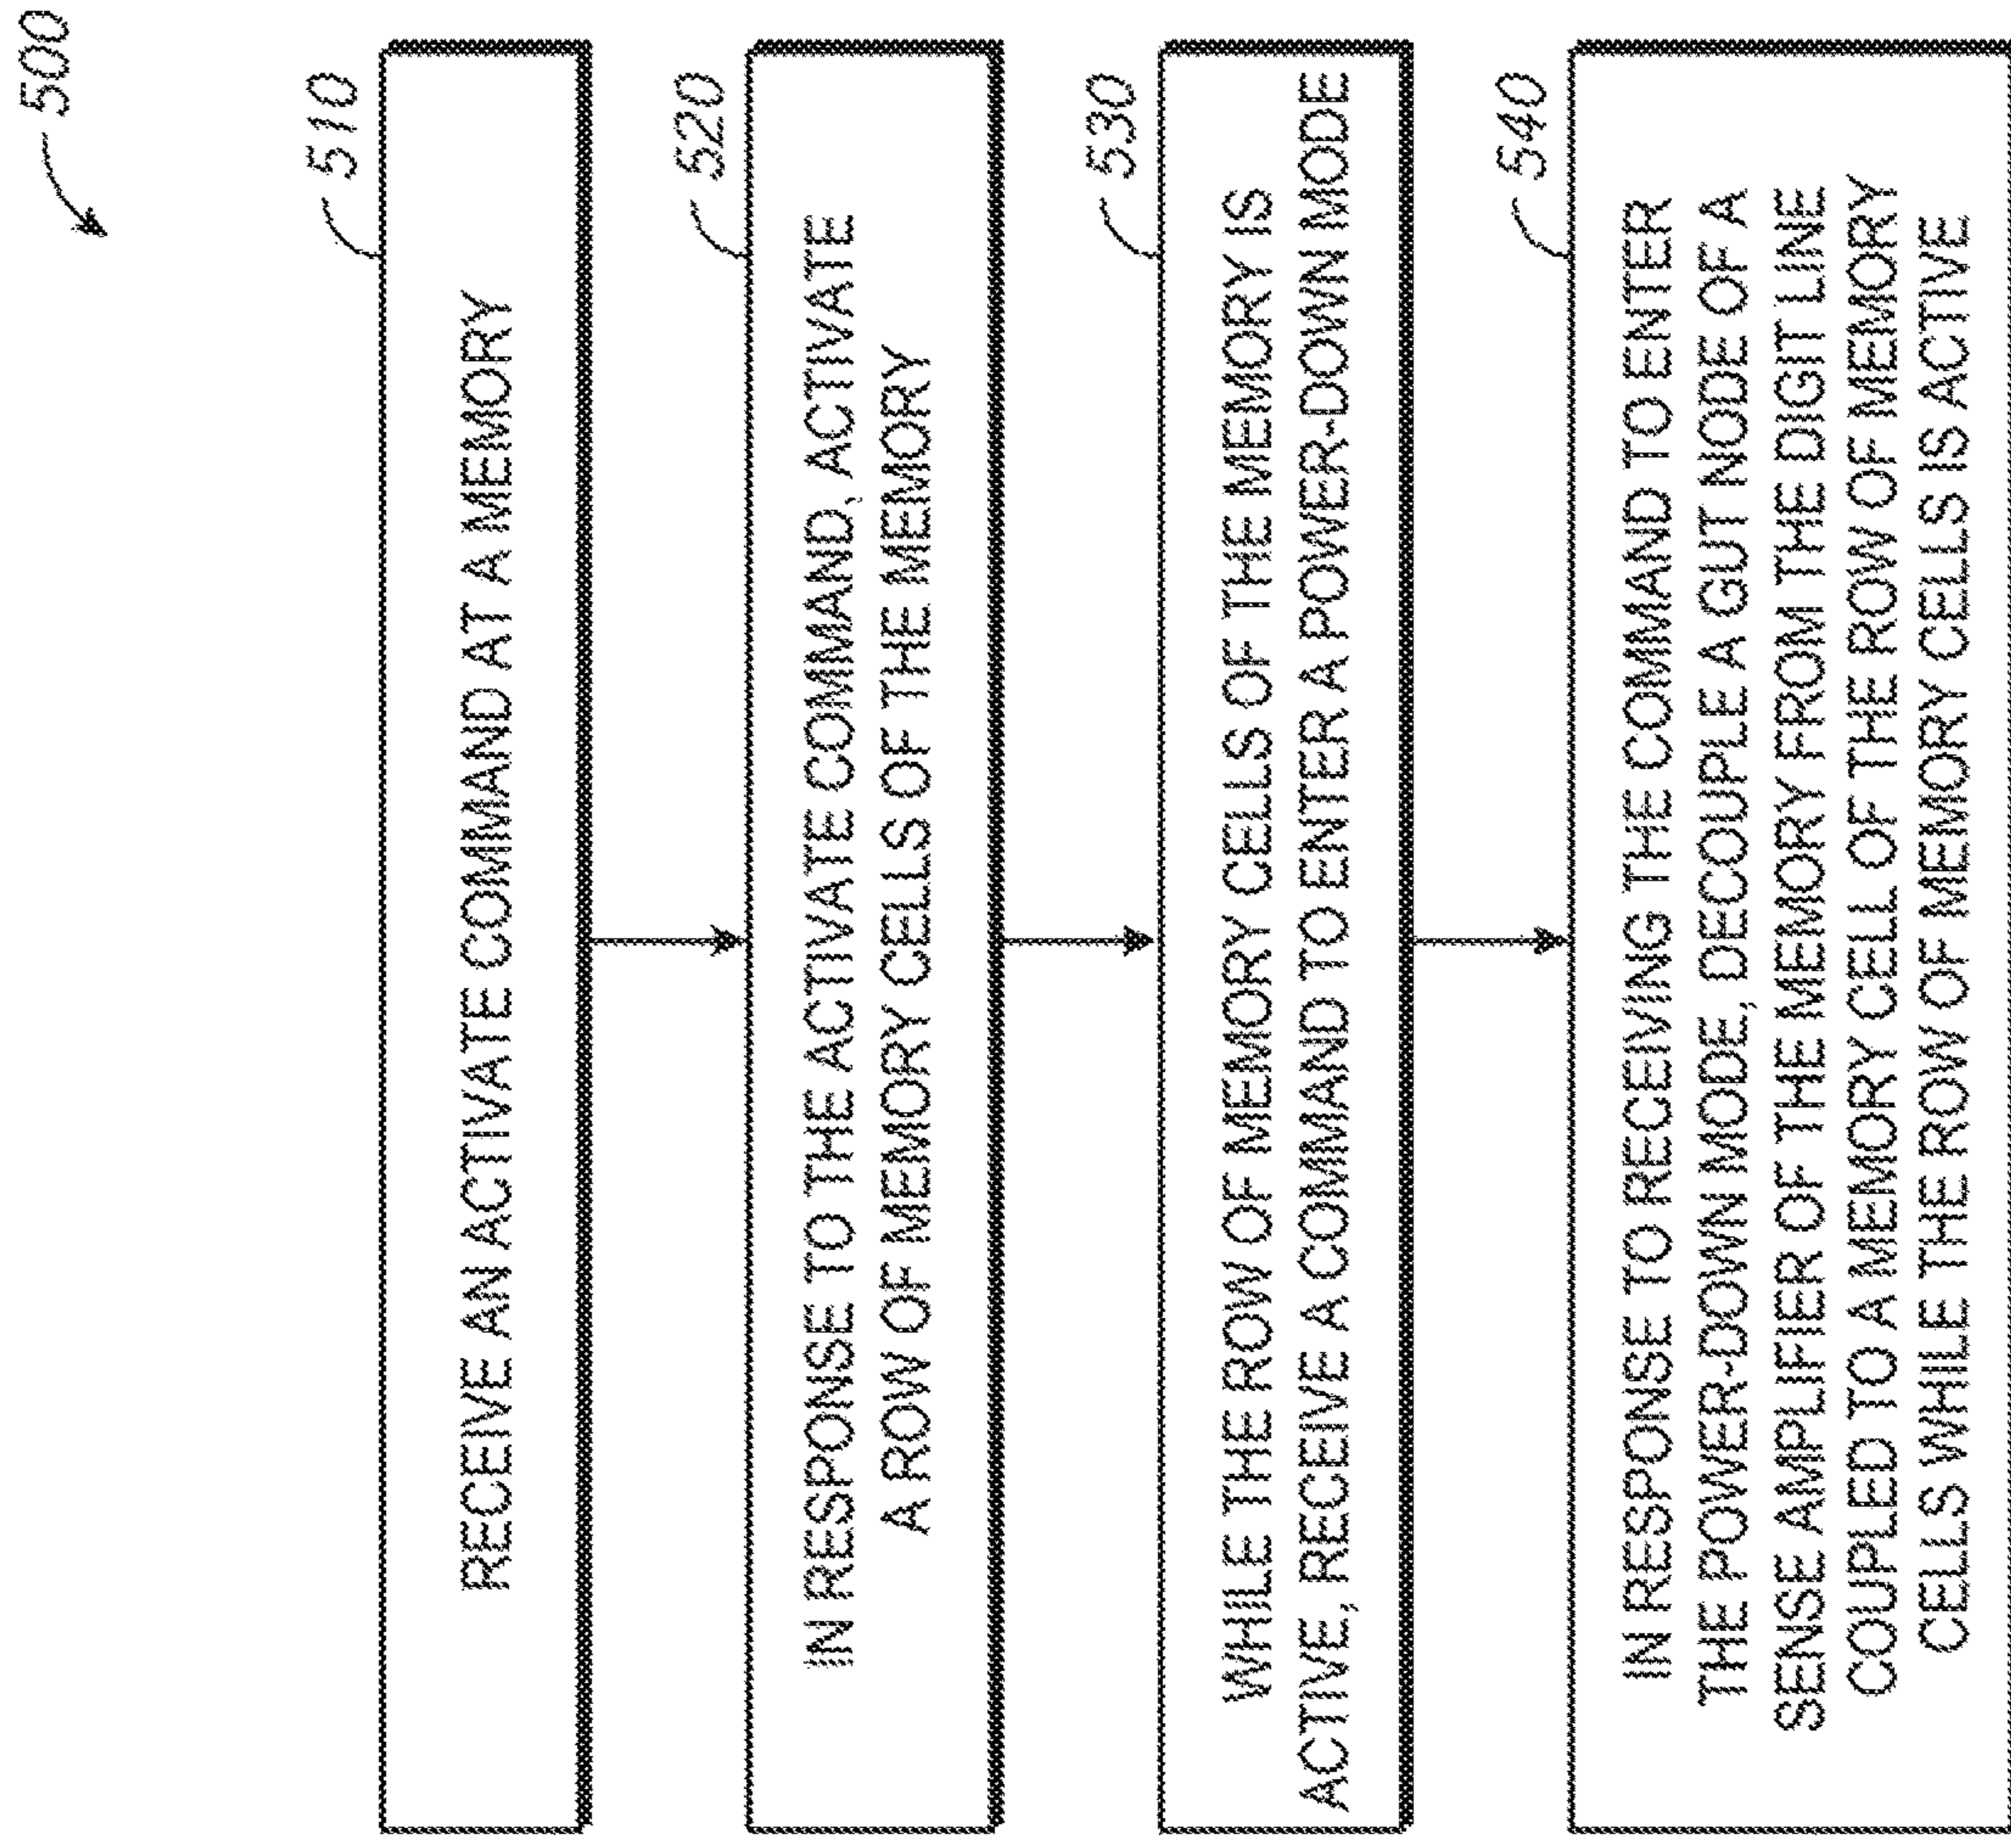 500
510
RECEIVE AN ACTIVATE COMMAND AT A MEMORY
520
IN RESPONSE TO THE ACTIVATE COMMAND, ACTIVATE
A ROW OF MEMORY CELLS OF THE MEMORY
530
WHILE THE ROW OF MEMORY CELLS OF THE MEMORY IS
ACTIVE, RECEIVE A COMMAND TO ENTER A POWER-DOWN MODE
540
IN RESPONSE TO RECEIVING THE COMMAND TO ENTER
THE POWER-DOWN MODE, DECOUPLE A GUT NODE OF A
SENSE AMPLIFIER OF THE MEMORY FROM THE DIGIT LINE
COUPLED TO A MEMORY CELL OF THE ROW OF MEMORY
CELLS WHILE THE ROW OF MEMORY CELLS IS ACTIVE